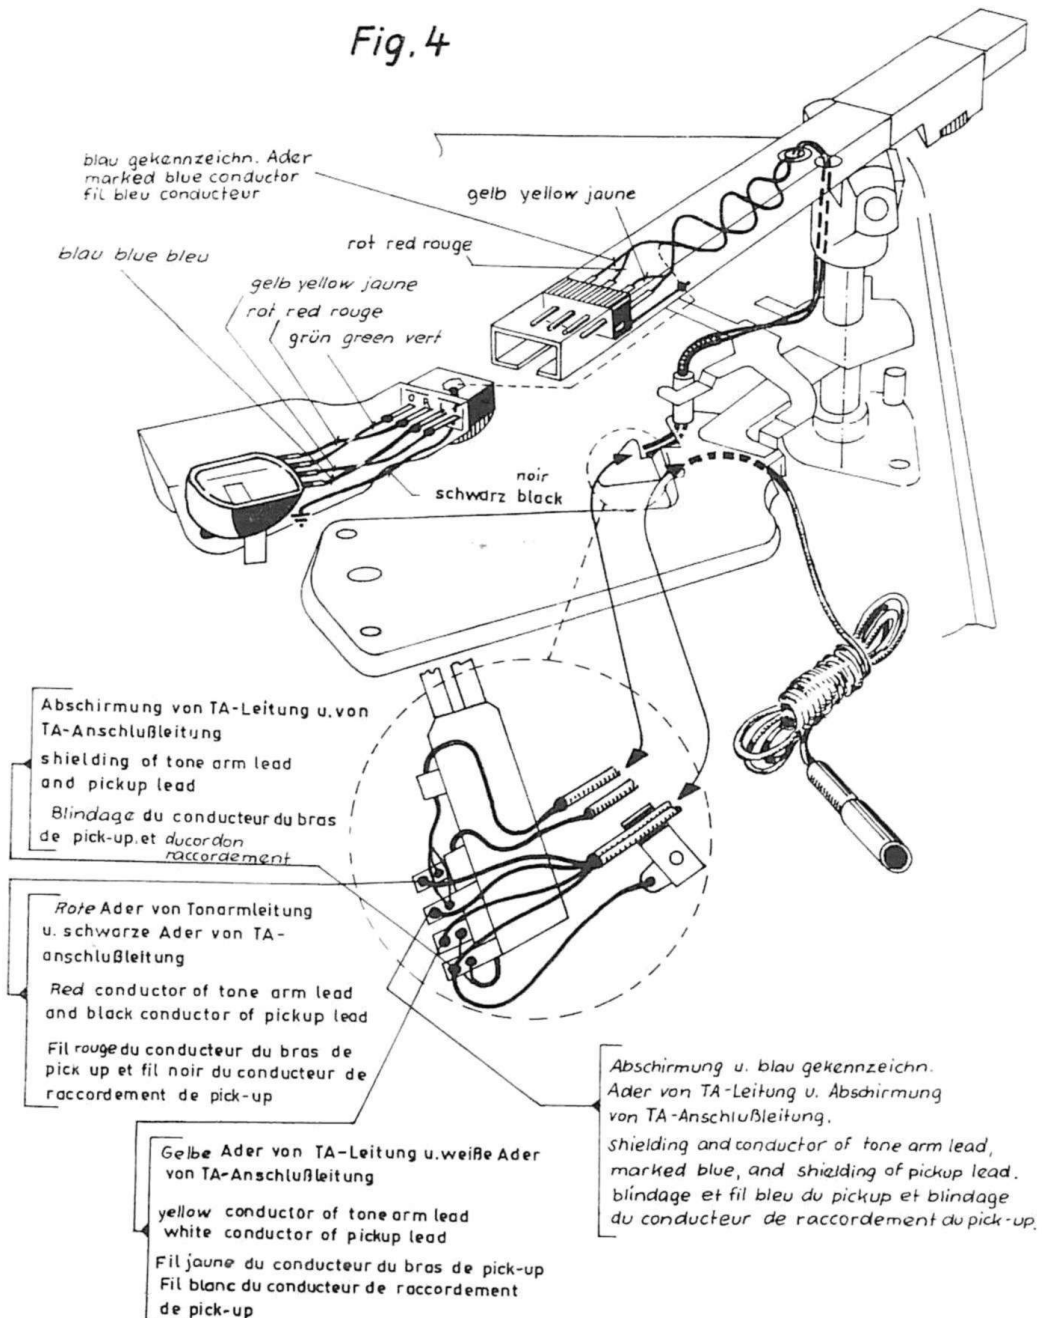 Fig. 4
blau gekennzeichn. Ader
marked blue conductor
fil bleu conducteur
gelb yellow jaune
rot red rouge
blau blue bleu
gelb yellow jaune
rot red rouge
grün green vert
noir
schwarz black
Abschirmung von TA-Leitung u. von
TA-Anschlußleitung
shielding of tone arm lead
and pickup lead
Blindage du conducteur du bras
de pick-up. et ducordon
raccordement
Rote Ader von Tonarmleitung
u. schwarze Ader von TA-
anschlußleitung
Red conductor of tone arm lead
and black conductor of pickup lead
Fil rouge du conducteur du bras de
pick up et fil noir du conducteur de
raccordement de pick-up
Gelbe Ader von TA-Leitung u. weiße Ader
von TA-Anschlußleitung
yellow conductor of tone arm lead
white conductor of pickup lead
Fil jaune du conducteur du bras de pick-up
Fil blanc du conducteur de raccordement
de pick-up
Abschirmung u. blau gekennzeichn.
Ader von TA-Leitung u. Abschirmung
von TA-Anschlußleitung.
shielding and conductor of tone arm lead,
marked blue, and shielding of pickup lead.
blindage et fil bleu du pickup et blindage
du conducteur de raccordement du pick-up.